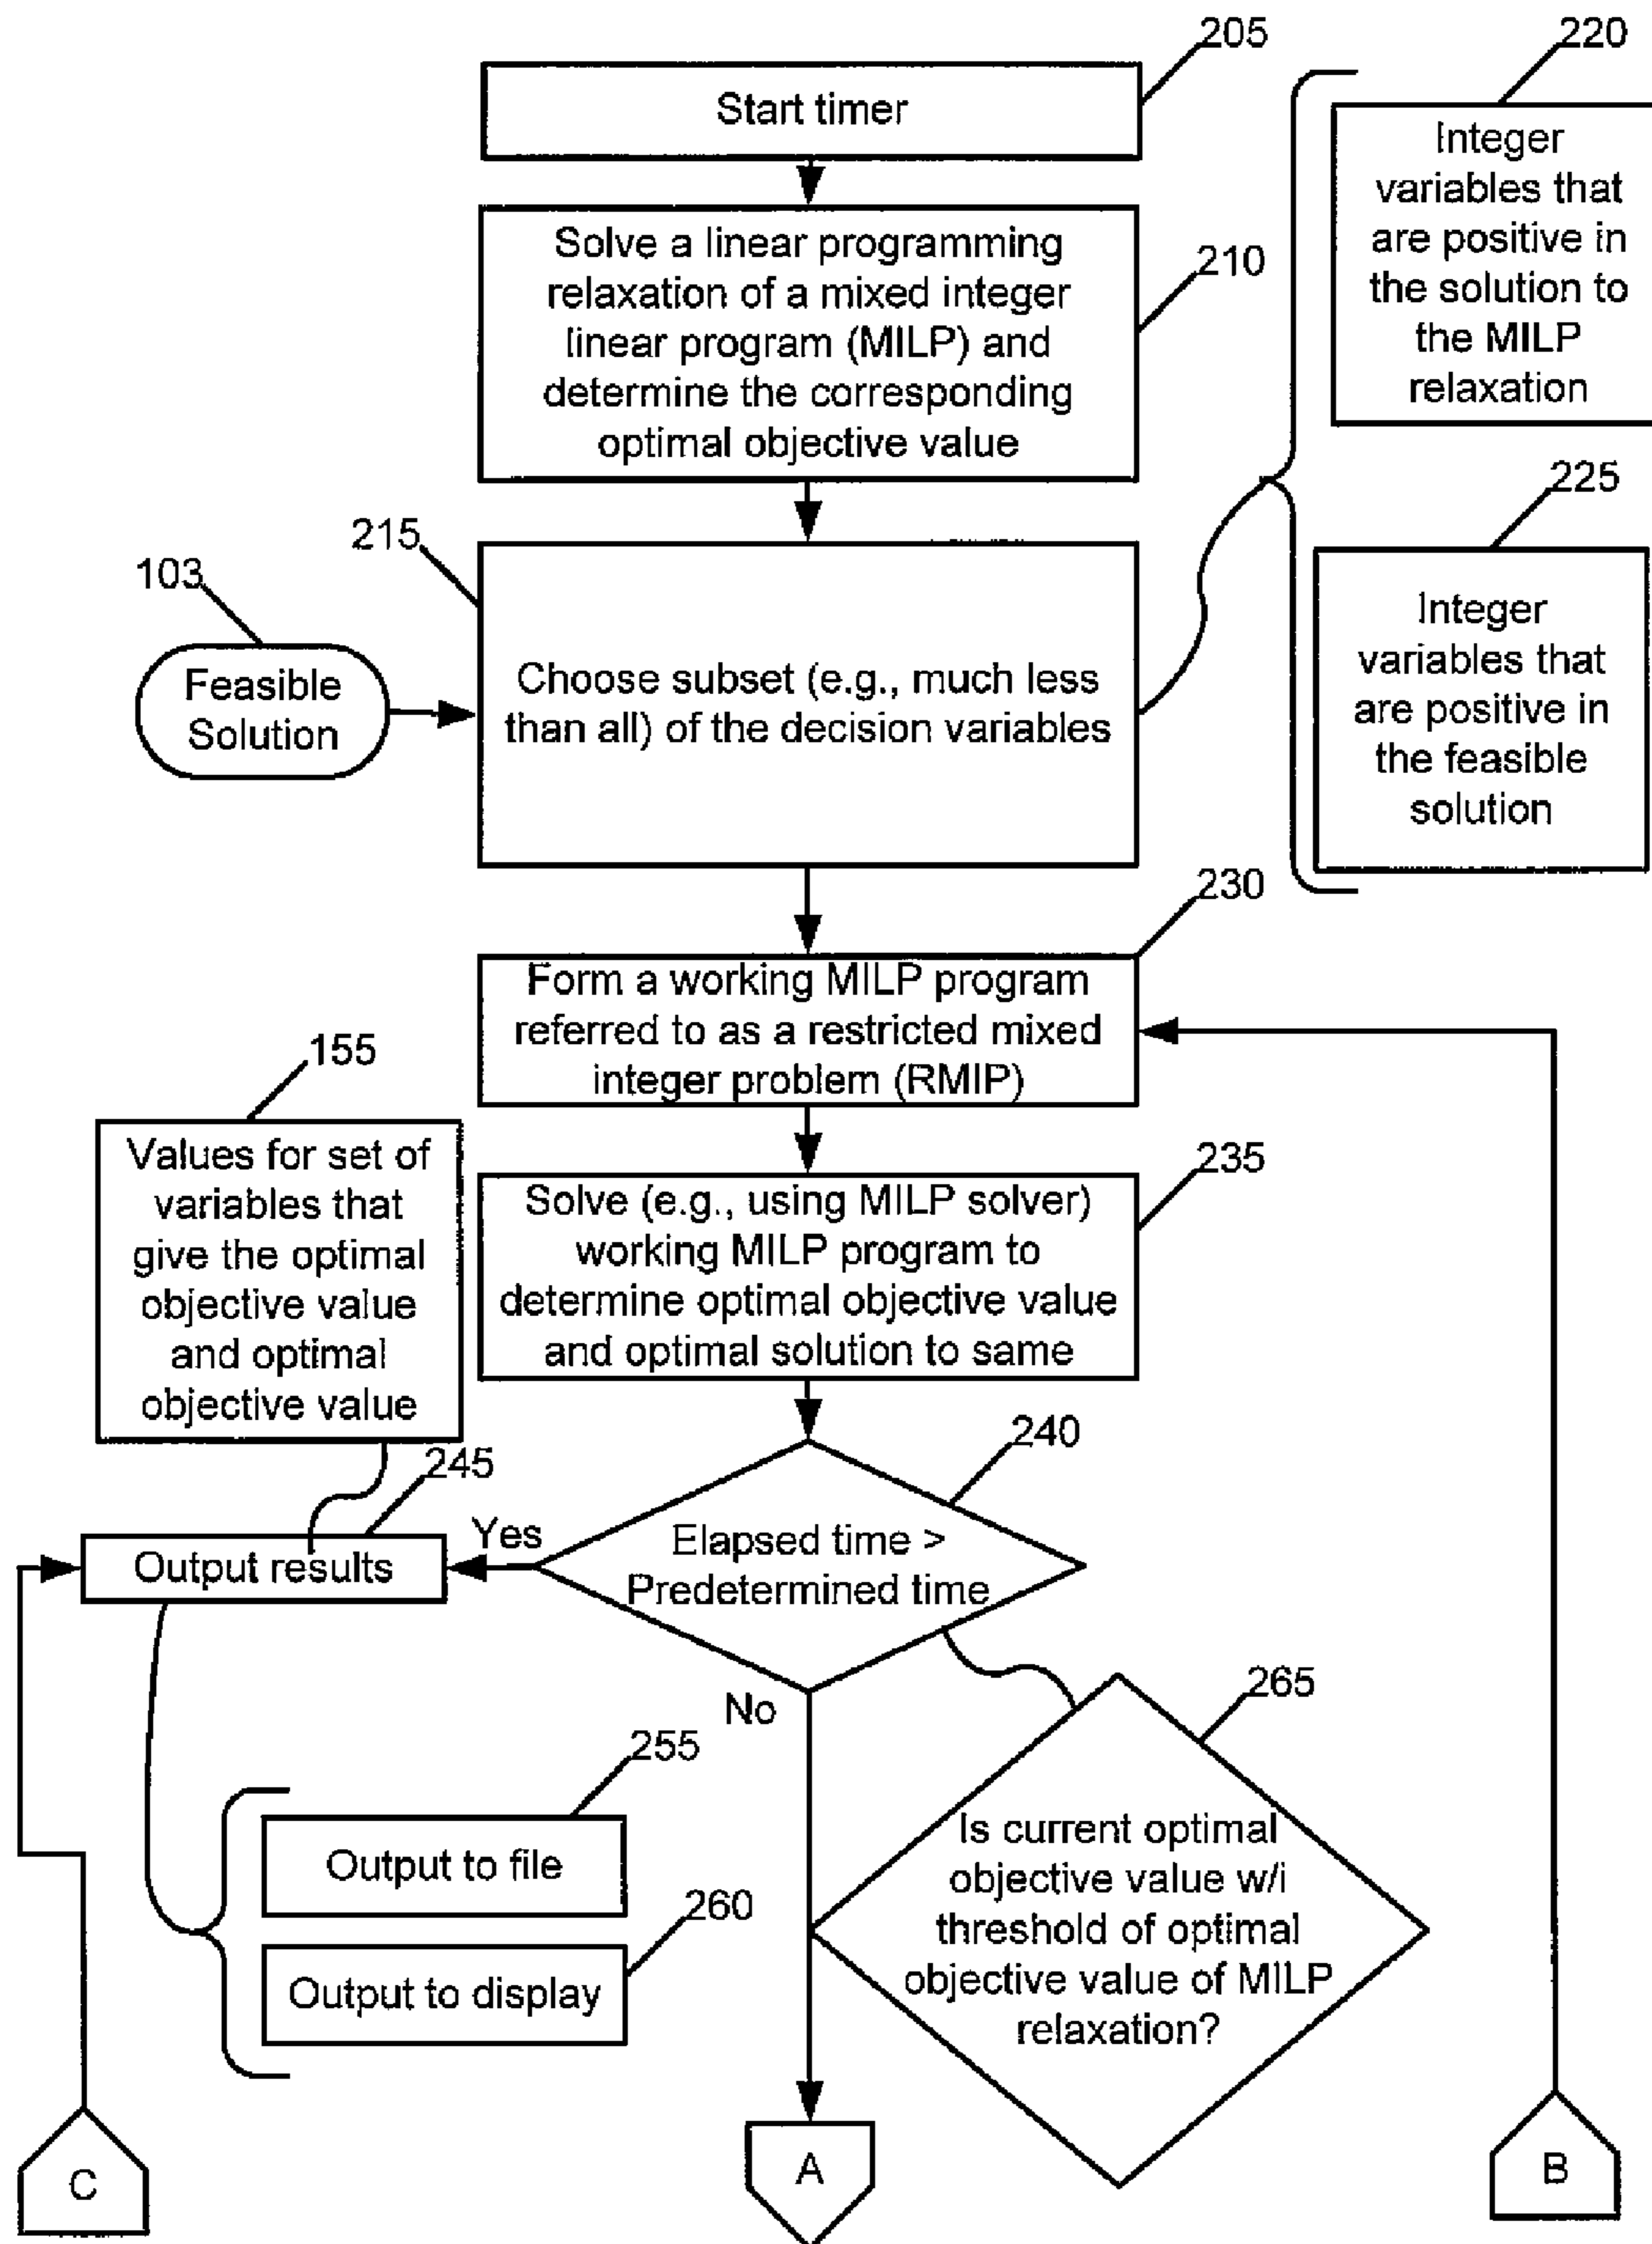 205
Start timer
220
Integer
variables that
are positive in
the solution to
the MILP
relaxation
210
Solve a linear programming
relaxation of a mixed integer
linear program (MILP) and
determine the corresponding
optimal objective value
225
Integer
variables that
are positive in
the feasible
solution
215
103
Feasible
Solution
Choose subset (e.g., much less
than all) of the decision variables
230
Form a working MILP program
referred to as a restricted mixed
integer problem (RMIP)
155
Values for set of
variables that
give the optimal
objective value
and optimal
objective value
235
Solve (e.g., using MILP solver)
working MILP program to
determine optimal objective value
and optimal solution to same
240
Elapsed time >
Predetermined time
245
Yes
Output results
No
265
Is current optimal
objective value w/i
threshold of optimal
objective value of MILP
relaxation?
255
Output to file
260
Output to display
C
A
B